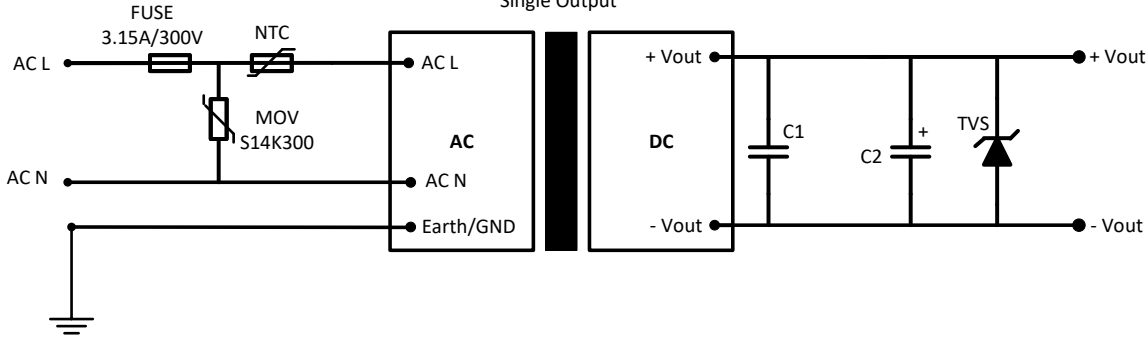 Single Output
FUSE
3.15A/300V
NTC
AC L
AC L
+ Vout
+ Vout
MOV
S14K300
AC
DC
C1
C2
+
TVS
AC N
AC N
Earth/GND
- Vout
- Vout